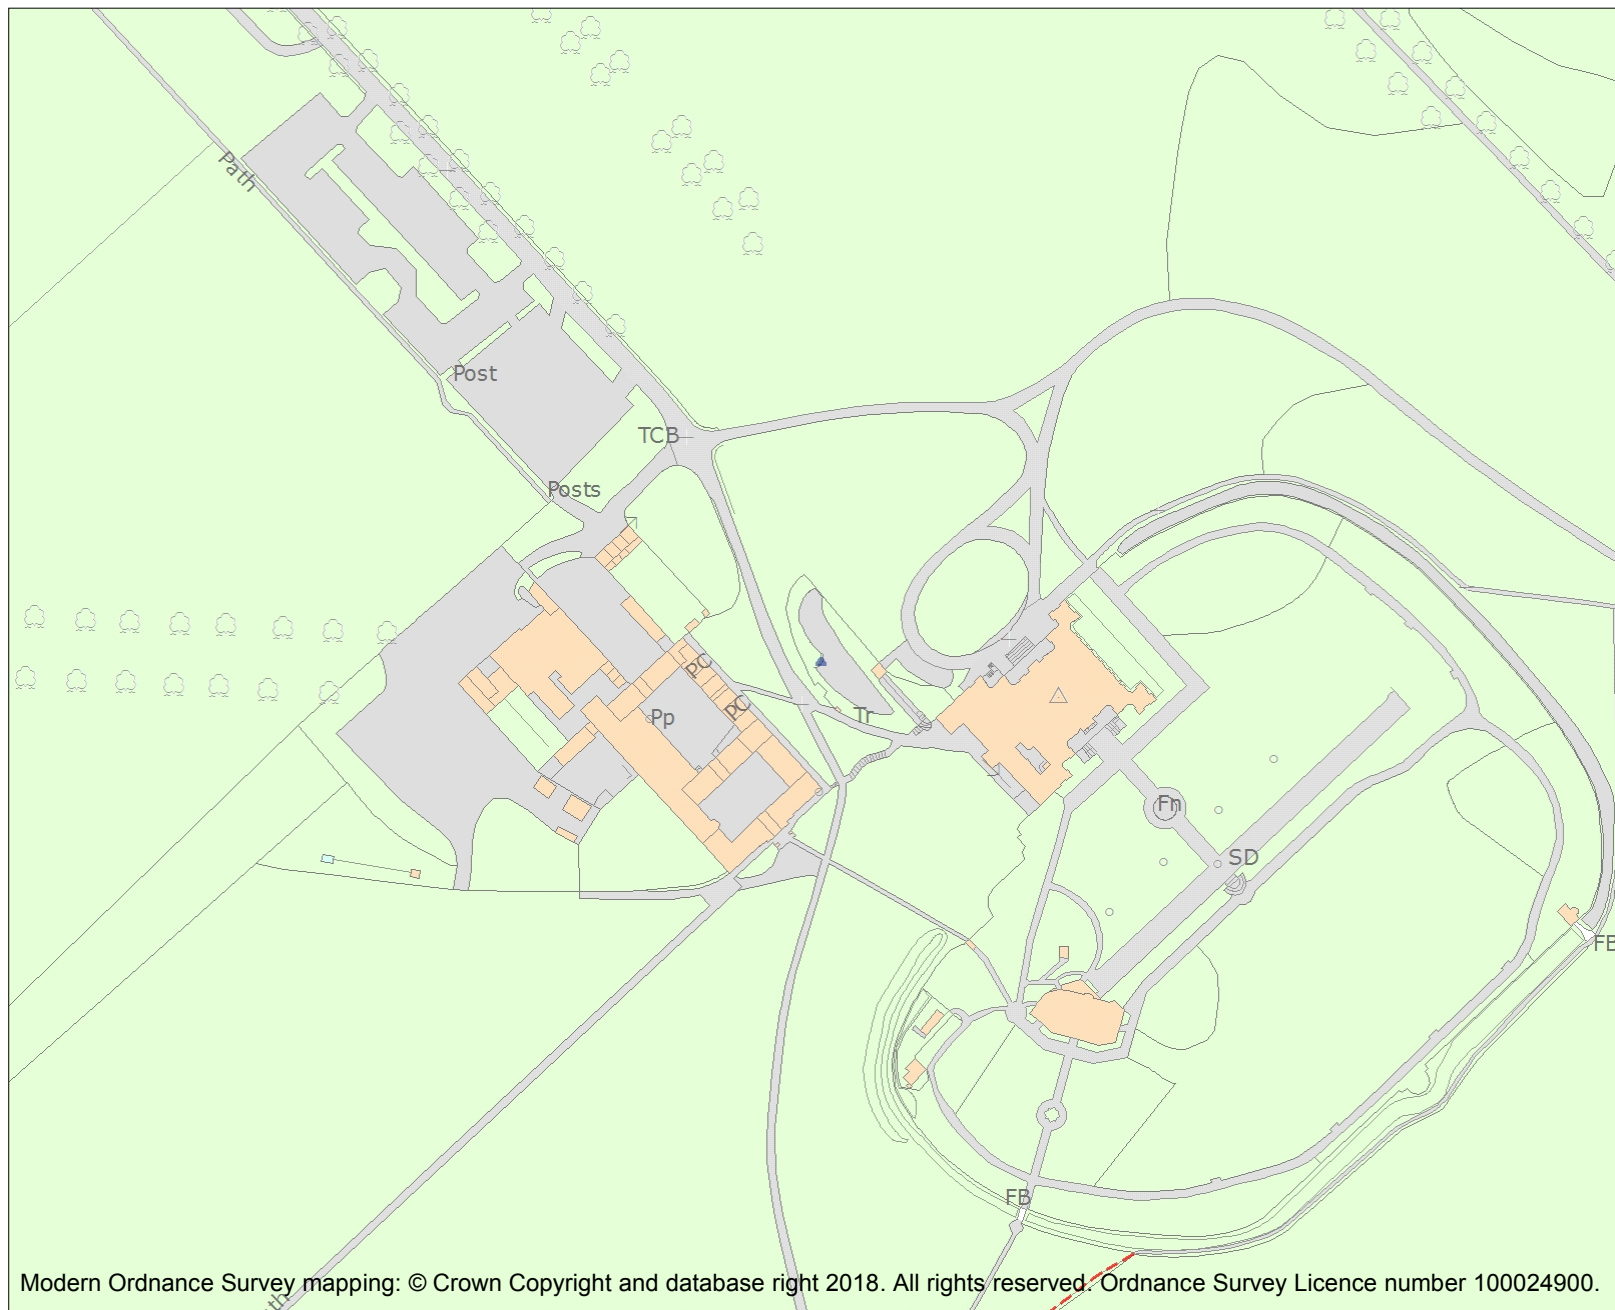 Path
Post
TCB
Posts
PC
PC
Pp
Tr
Fn
SD
FB
FB
th
Modern Ordnance Survey mapping: © Crown Copyright and database right 2018. All rights reserved. Ordnance Survey Licence number 100024900.